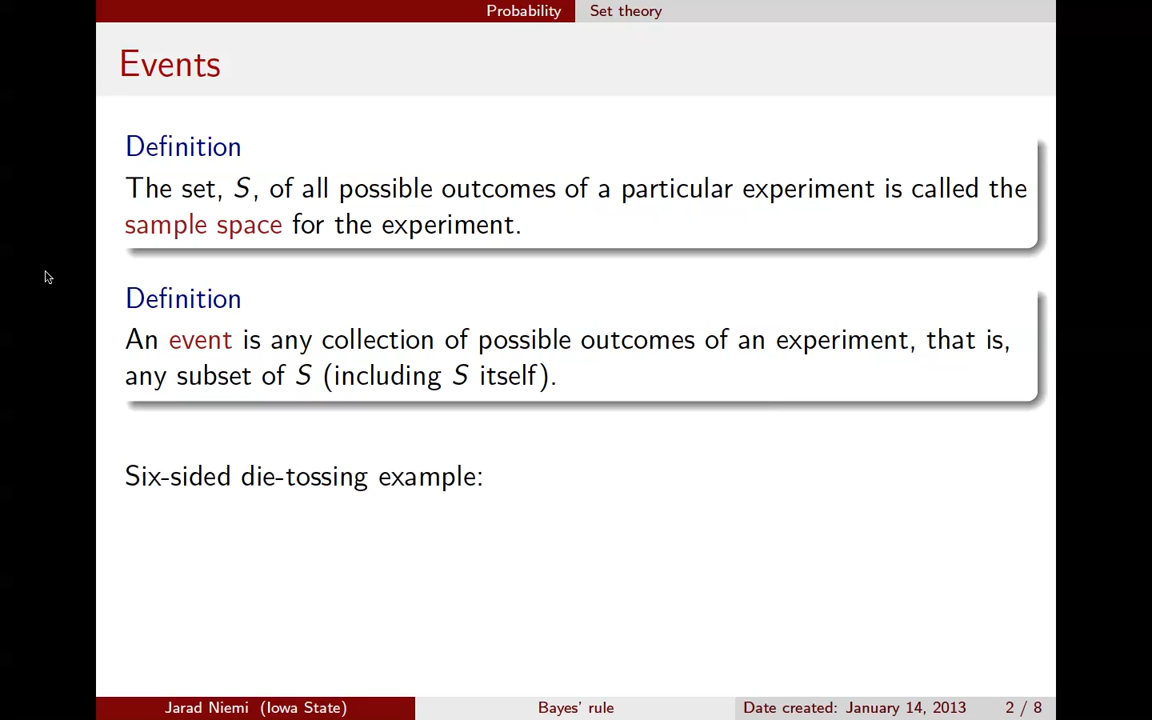 Probability Set theory
Events
Definition
The set, S, of all possible outcomes of a particular experiment is called the
sample space for the experiment.
Definition
An event is any collection of possible outcomes of an experiment, that is,
any subset of S (including S itself).
Six-sided die-tossing example:
Jarad Niemi (Iowa State) Bayes' rule Date created: January 14, 2013 2 / 8